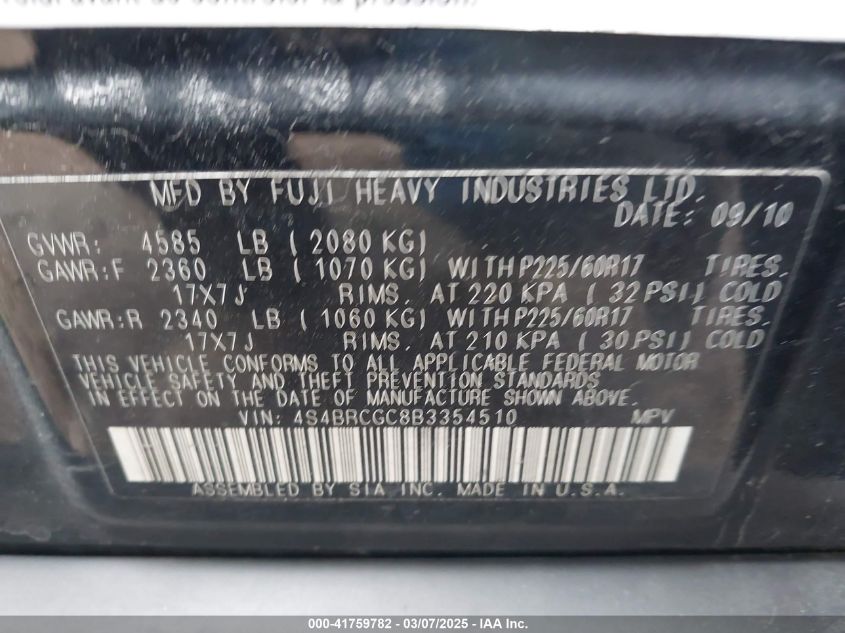 MFD BY FUJI HEAVY INDUSTRIES LTD.
DATE: 09/10
GVWR: 4585 LB ( 2080 KG)
GAWR:F 2360 LB ( 1070 KG) WITH P225/60R17 TIRES,
17X7J RIMS, AT 220 KPA ( 32 PSI) COLD
GAWR:R 2340 LB ( 1060 KG) WITH P225/60R17 TIRES,
17X7J RIMS, AT 210 KPA ( 30 PSI) COLD
THIS VEHICLE CONFORMS TO ALL APPLICABLE FEDERAL MOTOR
VEHICLE SAFETY AND THEFT PREVENTION STANDARDS
IN EFFECT ON THE DATE OF MANUFACTURE SHOWN ABOVE.
VIN: 4S4BRCGC8B3354510 MPV
ASSEMBLED BY SIA INC. MADE IN U.S.A.
000-41759782 / 03/07/2025 - IAA Inc.